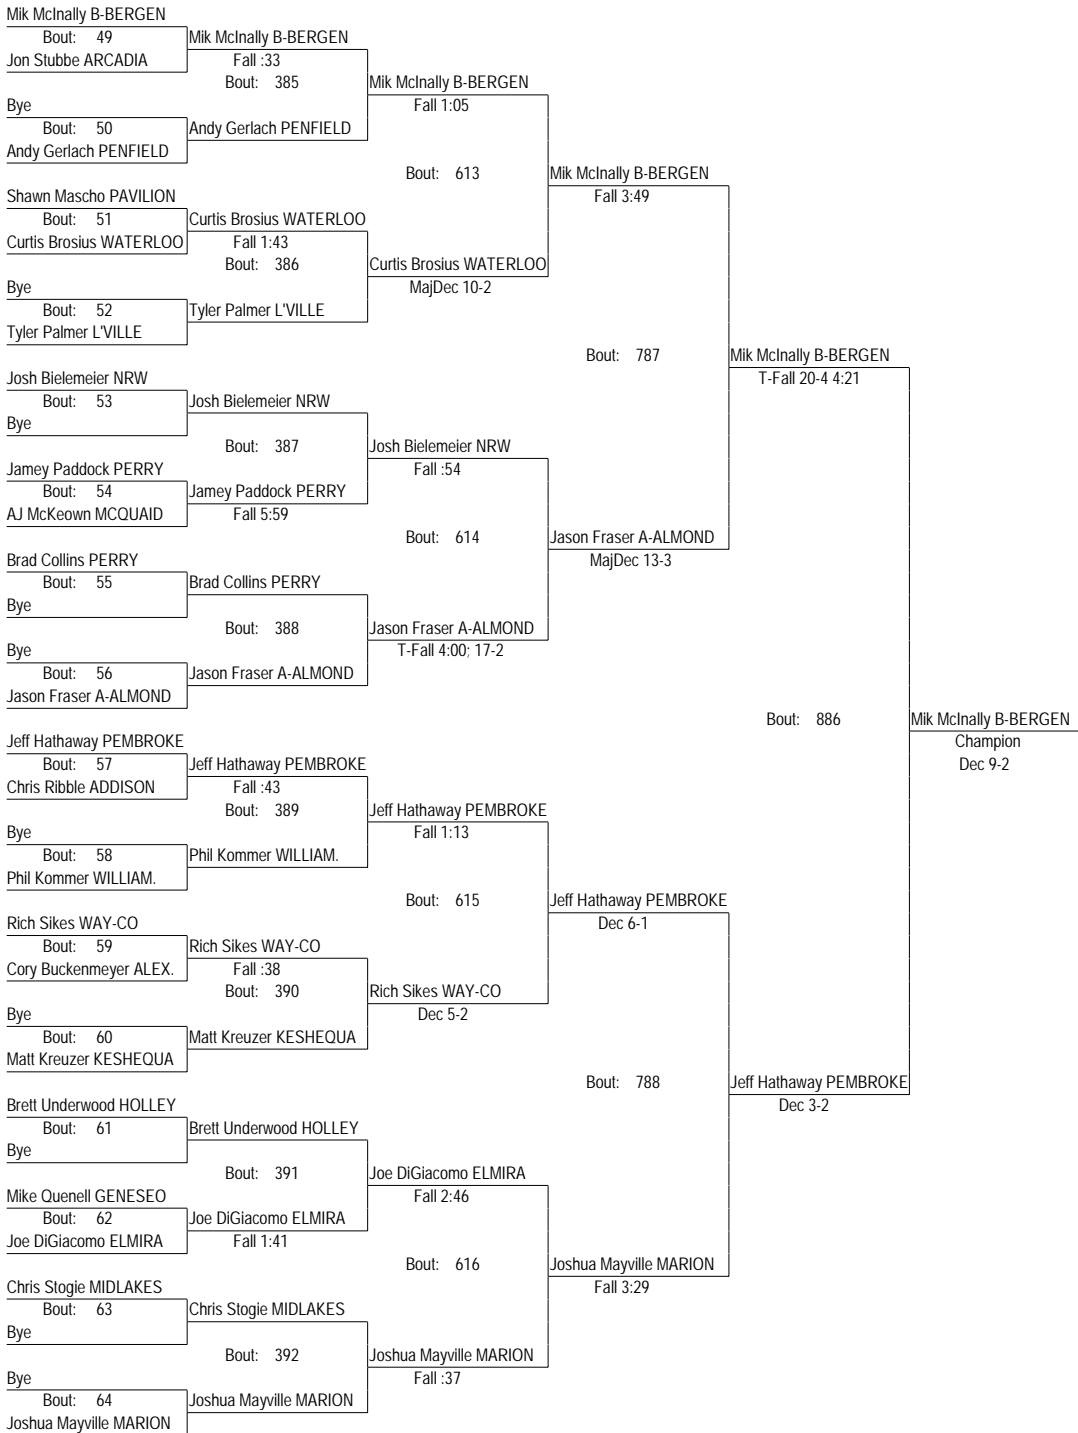 Mik McInally B-BERGEN
Bout: 49
Jon Stubbe ARCADIA
Bye
Bout: 50
Andy Gerlach PENFIELD
Shawn Mascho PAVILION
Bout: 51
Curtis Brosius WATERLOO
Bye
Bout: 52
Tyler Palmer L'VILLE
Josh Bielemeier NRW
Bout: 53
Bye
Jamey Paddock PERRY
Bout: 54
AJ McKeown MCQUAID
Brad Collins PERRY
Bout: 55
Bye
Bye
Bout: 56
Jason Fraser A-ALMOND
Jeff Hathaway PEMBROKE
Bout: 57
Chris Ribble ADDISON
Bye
Bout: 58
Phil Kommer WILLIAM.
Rich Sikes WAY-CO
Bout: 59
Cory Buckenmeyer ALEX.
Bye
Bout: 60
Matt Kreuzer KESHEQUA
Brett Underwood HOLLEY
Bout: 61
Bye
Mike Quenell GENESEO
Bout: 62
Joe DiGiacomo ELMIRA
Chris Stogie MIDLAKES
Bout: 63
Bye
Bye
Bout: 64
Joshua Mayville MARION
Mik McInally B-BERGEN
Fall :33
Bout: 385
Andy Gerlach PENFIELD
Curtis Brosius WATERLOO
Fall 1:43
Bout: 386
Tyler Palmer L'VILLE
Josh Bielemeier NRW
Bout: 387
Jamey Paddock PERRY
Fall 5:59
Brad Collins PERRY
Bout: 388
Jason Fraser A-ALMOND
Jeff Hathaway PEMBROKE
Fall :43
Bout: 389
Phil Kommer WILLIAM.
Rich Sikes WAY-CO
Fall :38
Bout: 390
Matt Kreuzer KESHEQUA
Brett Underwood HOLLEY
Bout: 391
Joe DiGiacomo ELMIRA
Fall 1:41
Chris Stogie MIDLAKES
Bout: 392
Joshua Mayville MARION
Mik McInally B-BERGEN
Fall 1:05
Bout: 613
Curtis Brosius WATERLOO
MajDec 10-2
Josh Bielemeier NRW
Fall :54
Bout: 614
Jason Fraser A-ALMOND
T-Fall 4:00; 17-2
Jeff Hathaway PEMBROKE
Fall 1:13
Bout: 615
Rich Sikes WAY-CO
Dec 5-2
Joe DiGiacomo ELMIRA
Fall 2:46
Bout: 616
Joshua Mayville MARION
Fall :37
Mik McInally B-BERGEN
Fall 3:49
Bout: 787
Jason Fraser A-ALMOND
MajDec 13-3
Jeff Hathaway PEMBROKE
Dec 6-1
Bout: 788
Joshua Mayville MARION
Fall 3:29
Mik McInally B-BERGEN
T-Fall 20-4 4:21
Bout: 886
Jeff Hathaway PEMBROKE
Dec 3-2
Mik McInally B-BERGEN
Champion
Dec 9-2